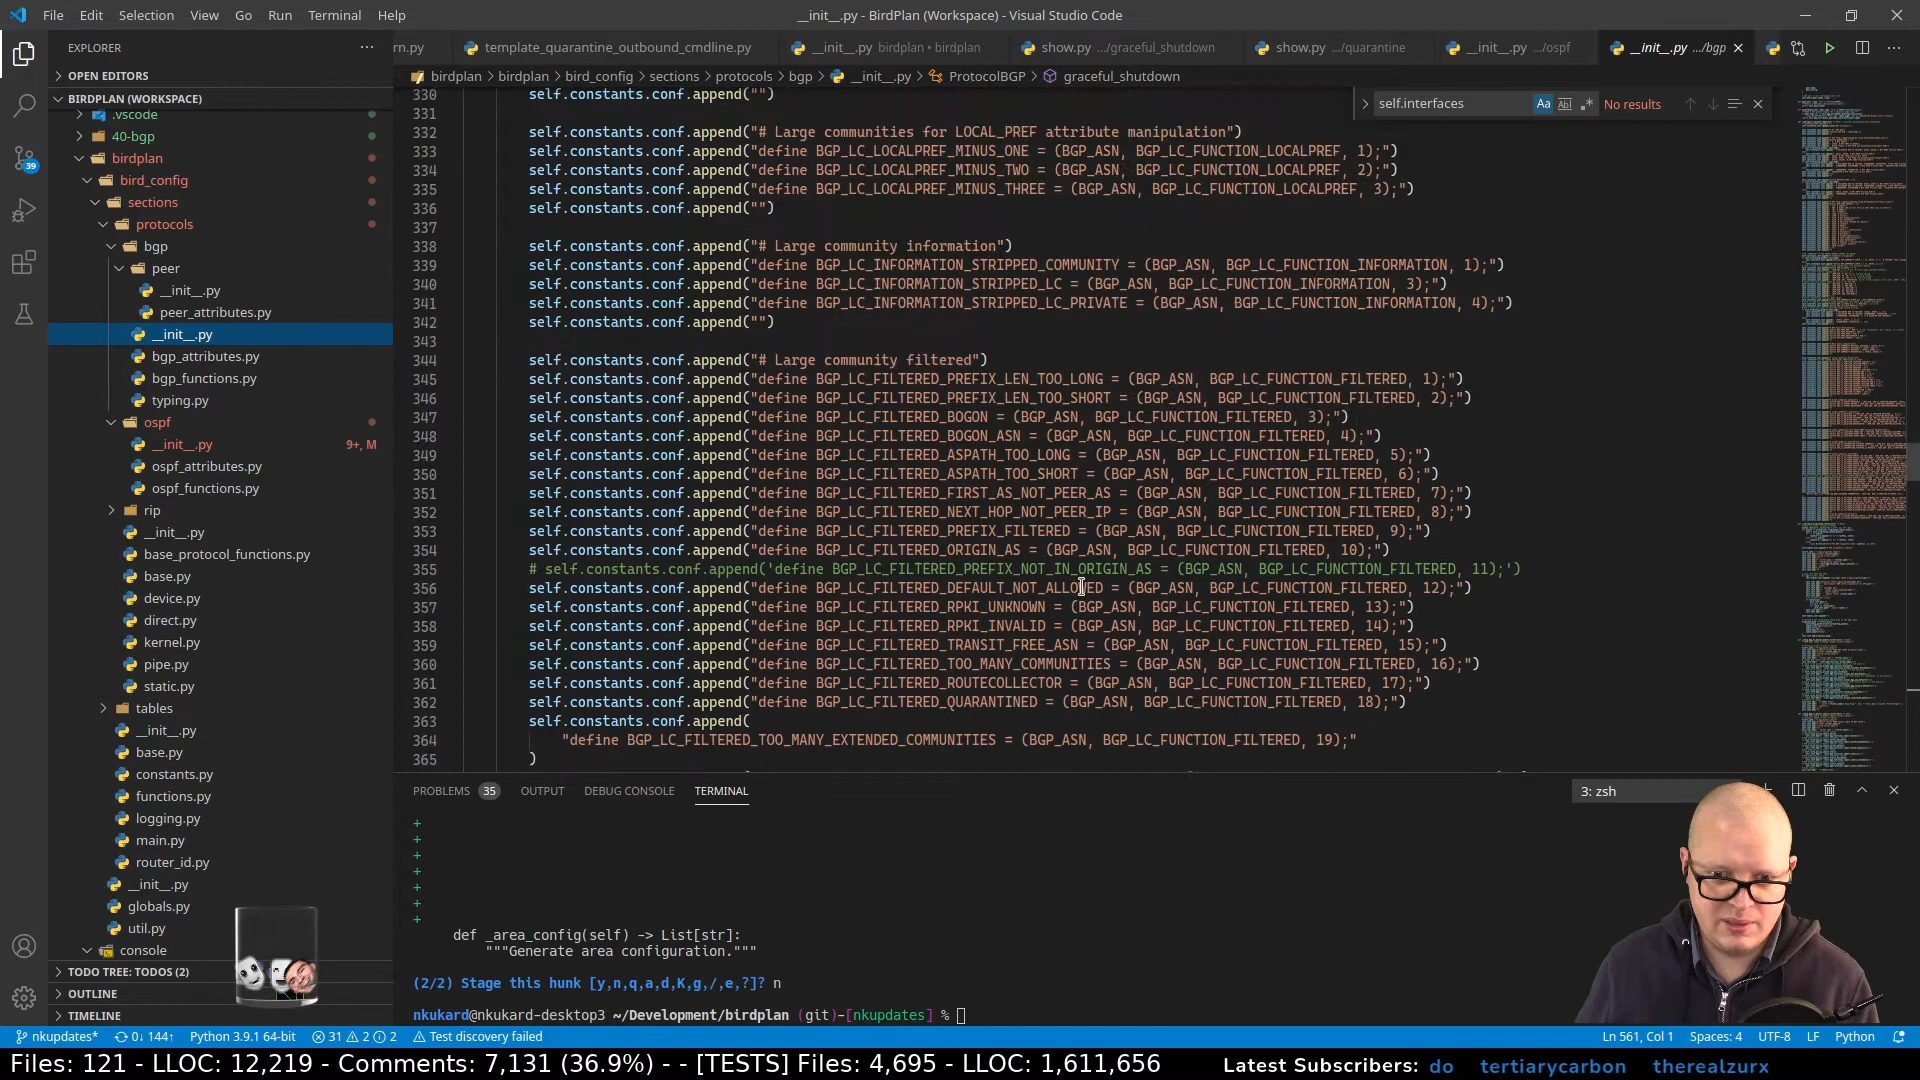 File Edit Selection View Go Run Terminal Help
__init__.py - BirdPlan (Workspace) - Visual Studio Code
EXPLORER
rn.py
template_quarantine_outbound_cmdline.py
__init__.py birdplan • birdplan
show.py .../graceful_shutdown
show.py .../quarantine
__init__.py .../ospf
__init__.py .../bgp
birdplan > birdplan > bird_config > sections > protocols > bgp > __init__.py > ProtocolBGP > graceful_shutdown
self.interfaces
Aa
Abl
No results
OPEN EDITORS
BIRDPLAN (WORKSPACE)
.vscode
40-bgp
birdplan
bird_config
sections
protocols
bgp
peer
__init__.py
peer_attributes.py
__init__.py
bgp_attributes.py
bgp_functions.py
typing.py
ospf
__init__.py 9+, M
ospf_attributes.py
ospf_functions.py
rip
__init__.py
base_protocol_functions.py
base.py
device.py
direct.py
kernel.py
pipe.py
static.py
tables
__init__.py
base.py
constants.py
functions.py
logging.py
main.py
router_id.py
__init__.py
globals.py
util.py
console
TODO TREE: TODOS (2)
OUTLINE
TIMELINE
39
330 self.constants.conf.append("")
331
332 self.constants.conf.append("# Large communities for LOCAL_PREF attribute manipulation")
333 self.constants.conf.append("define BGP_LC_LOCALPREF_MINUS_ONE = (BGP_ASN, BGP_LC_FUNCTION_LOCALPREF, 1);")
334 self.constants.conf.append("define BGP_LC_LOCALPREF_MINUS_TWO = (BGP_ASN, BGP_LC_FUNCTION_LOCALPREF, 2);")
335 self.constants.conf.append("define BGP_LC_LOCALPREF_MINUS_THREE = (BGP_ASN, BGP_LC_FUNCTION_LOCALPREF, 3);")
336 self.constants.conf.append("")
337
338 self.constants.conf.append("# Large community information")
339 self.constants.conf.append("define BGP_LC_INFORMATION_STRIPPED_COMMUNITY = (BGP_ASN, BGP_LC_FUNCTION_INFORMATION, 1);")
340 self.constants.conf.append("define BGP_LC_INFORMATION_STRIPPED_LC = (BGP_ASN, BGP_LC_FUNCTION_INFORMATION, 3);")
341 self.constants.conf.append("define BGP_LC_INFORMATION_STRIPPED_LC_PRIVATE = (BGP_ASN, BGP_LC_FUNCTION_INFORMATION, 4);")
342 self.constants.conf.append("")
343
344 self.constants.conf.append("# Large community filtered")
345 self.constants.conf.append("define BGP_LC_FILTERED_PREFIX_LEN_TOO_LONG = (BGP_ASN, BGP_LC_FUNCTION_FILTERED, 1);")
346 self.constants.conf.append("define BGP_LC_FILTERED_PREFIX_LEN_TOO_SHORT = (BGP_ASN, BGP_LC_FUNCTION_FILTERED, 2);")
347 self.constants.conf.append("define BGP_LC_FILTERED_BOGON = (BGP_ASN, BGP_LC_FUNCTION_FILTERED, 3);")
348 self.constants.conf.append("define BGP_LC_FILTERED_BOGON_ASN = (BGP_ASN, BGP_LC_FUNCTION_FILTERED, 4);")
349 self.constants.conf.append("define BGP_LC_FILTERED_ASPATH_TOO_LONG = (BGP_ASN, BGP_LC_FUNCTION_FILTERED, 5);")
350 self.constants.conf.append("define BGP_LC_FILTERED_ASPATH_TOO_SHORT = (BGP_ASN, BGP_LC_FUNCTION_FILTERED, 6);")
351 self.constants.conf.append("define BGP_LC_FILTERED_FIRST_AS_NOT_PEER_AS = (BGP_ASN, BGP_LC_FUNCTION_FILTERED, 7);")
352 self.constants.conf.append("define BGP_LC_FILTERED_NEXT_HOP_NOT_PEER_IP = (BGP_ASN, BGP_LC_FUNCTION_FILTERED, 8);")
353 self.constants.conf.append("define BGP_LC_FILTERED_PREFIX_FILTERED = (BGP_ASN, BGP_LC_FUNCTION_FILTERED, 9);")
354 self.constants.conf.append("define BGP_LC_FILTERED_ORIGIN_AS = (BGP_ASN, BGP_LC_FUNCTION_FILTERED, 10);")
355 # self.constants.conf.append('define BGP_LC_FILTERED_PREFIX_NOT_IN_ORIGIN_AS = (BGP_ASN, BGP_LC_FUNCTION_FILTERED, 11);')
356 self.constants.conf.append("define BGP_LC_FILTERED_DEFAULT_NOT_ALLOWED = (BGP_ASN, BGP_LC_FUNCTION_FILTERED, 12);")
357 self.constants.conf.append("define BGP_LC_FILTERED_RPKI_UNKNOWN = (BGP_ASN, BGP_LC_FUNCTION_FILTERED, 13);")
358 self.constants.conf.append("define BGP_LC_FILTERED_RPKI_INVALID = (BGP_ASN, BGP_LC_FUNCTION_FILTERED, 14);")
359 self.constants.conf.append("define BGP_LC_FILTERED_TRANSIT_FREE_ASN = (BGP_ASN, BGP_LC_FUNCTION_FILTERED, 15);")
360 self.constants.conf.append("define BGP_LC_FILTERED_TOO_MANY_COMMUNITIES = (BGP_ASN, BGP_LC_FUNCTION_FILTERED, 16);")
361 self.constants.conf.append("define BGP_LC_FILTERED_ROUTECOLLECTOR = (BGP_ASN, BGP_LC_FUNCTION_FILTERED, 17);")
362 self.constants.conf.append("define BGP_LC_FILTERED_QUARANTINED = (BGP_ASN, BGP_LC_FUNCTION_FILTERED, 18);")
363 self.constants.conf.append(
364 "define BGP_LC_FILTERED_TOO_MANY_EXTENDED_COMMUNITIES = (BGP_ASN, BGP_LC_FUNCTION_FILTERED, 19);"
365 )
PROBLEMS 35 OUTPUT DEBUG CONSOLE TERMINAL
3: zsh
+
+
+
+
+
+
+
def _area_config(self) -> List[str]:
"""Generate area configuration."""
(2/2) Stage this hunk [y,n,q,a,d,K,g,/,e,?]? n
nkukard@nkukard-desktop3 ~/Development/birdplan (git)-[nkupdates] %
nkupdates* 0↓ 144↑ Python 3.9.1 64-bit 31 2 2 Test discovery failed
Ln 561, Col 1 Spaces: 4 UTF-8 LF Python
Files: 121 - LLOC: 12,219 - Comments: 7,131 (36.9%) - - [TESTS] Files: 4,695 - LLOC: 1,611,656
Latest Subscribers: do tertiarycarbon therealzurx